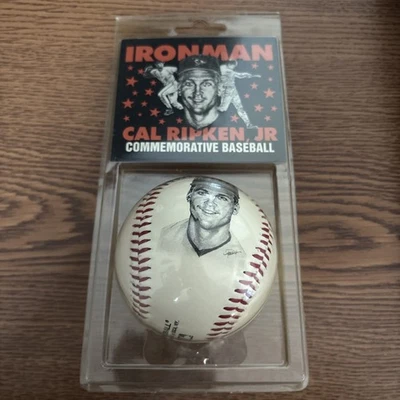 IRONMAN
CAL RIPKEN, JR
COMMEMORATIVE BASEBALL